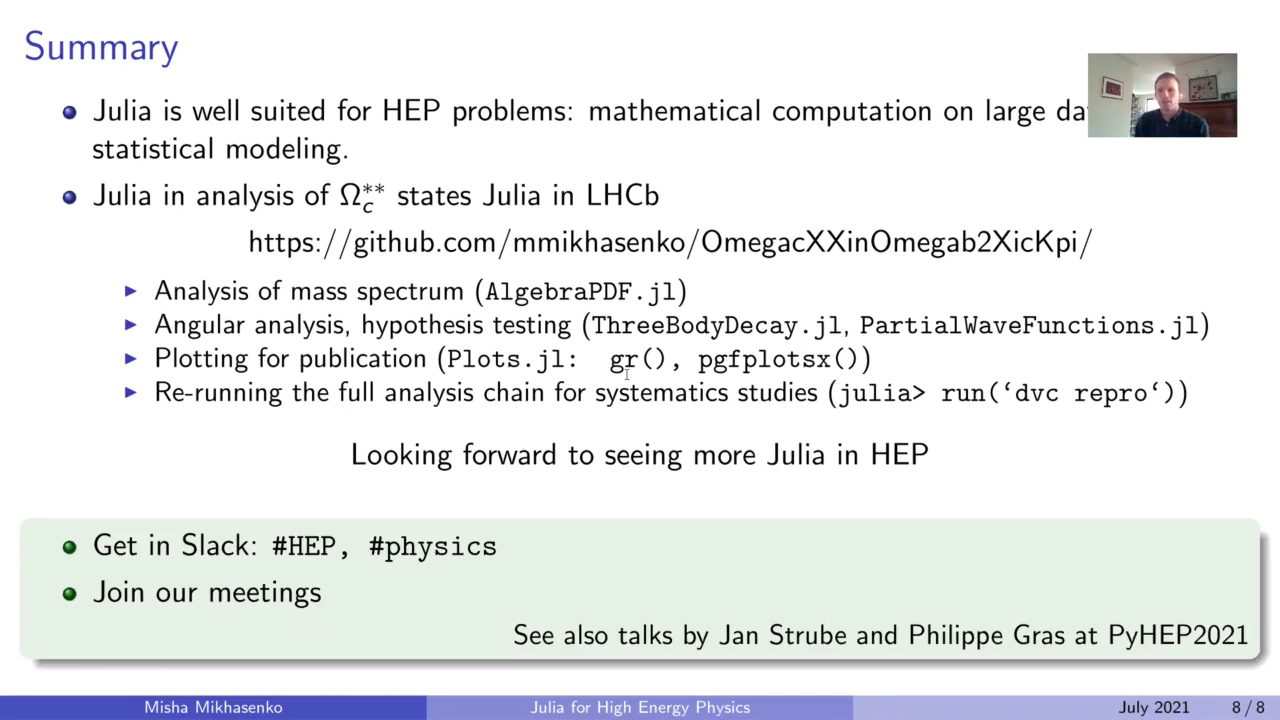 Summary
Julia is well suited for HEP problems: mathematical computation on large
statistical modeling.
Julia in analysis of Ω_c^{**} states Julia in LHCb
https://github.com/mmikhasenko/OmegacXXinOmegab2XicKpi/
Analysis of mass spectrum (AlgebraPDF.jl)
Angular analysis, hypothesis testing (ThreeBodyDecay.jl, PartialWaveFunctions.jl)
Plotting for publication (Plots.jl: gr(), pgfplotsx())
Re-running the full analysis chain for systematics studies (julia> run(‘dvc repro‘))
Looking forward to seeing more Julia in HEP
Get in Slack: #HEP, #physics
Join our meetings
See also talks by Jan Strube and Philippe Gras at PyHEP2021
Misha Mikhasenko Julia for High Energy Physics July 2021 8 / 8